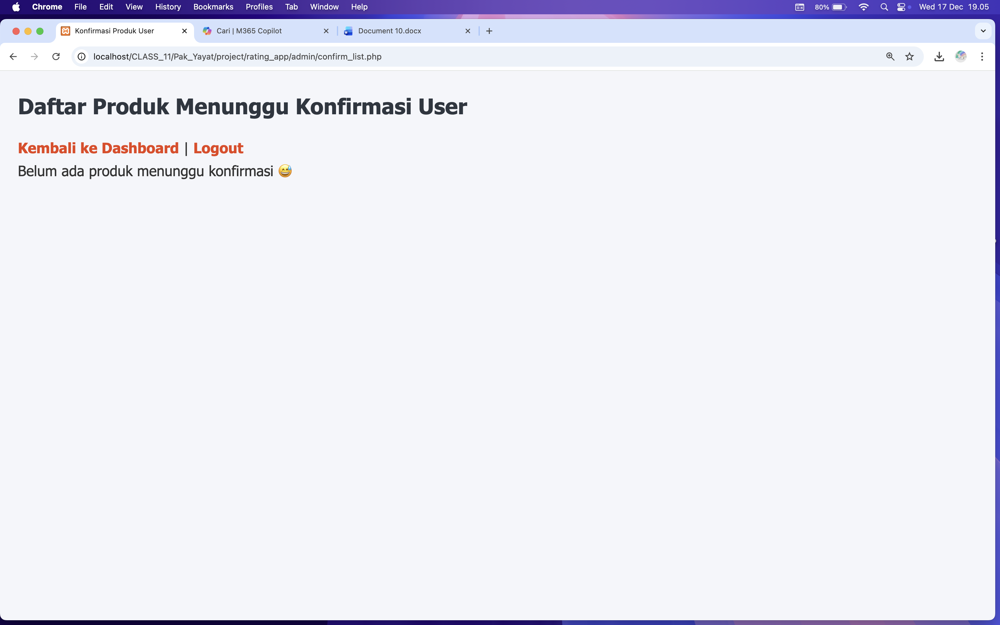 Chrome File Edit View History Bookmarks Profiles Tab Window Help 80% Wed 17 Dec 19.05
Konfirmasi Produk User Cari | M365 Copilot Document 10.docx
localhost/CLASS_11/Pak_Yayat/project/rating_app/admin/confirm_list.php
Daftar Produk Menunggu Konfirmasi User
Kembali ke Dashboard | Logout
Belum ada produk menunggu konfirmasi 😅